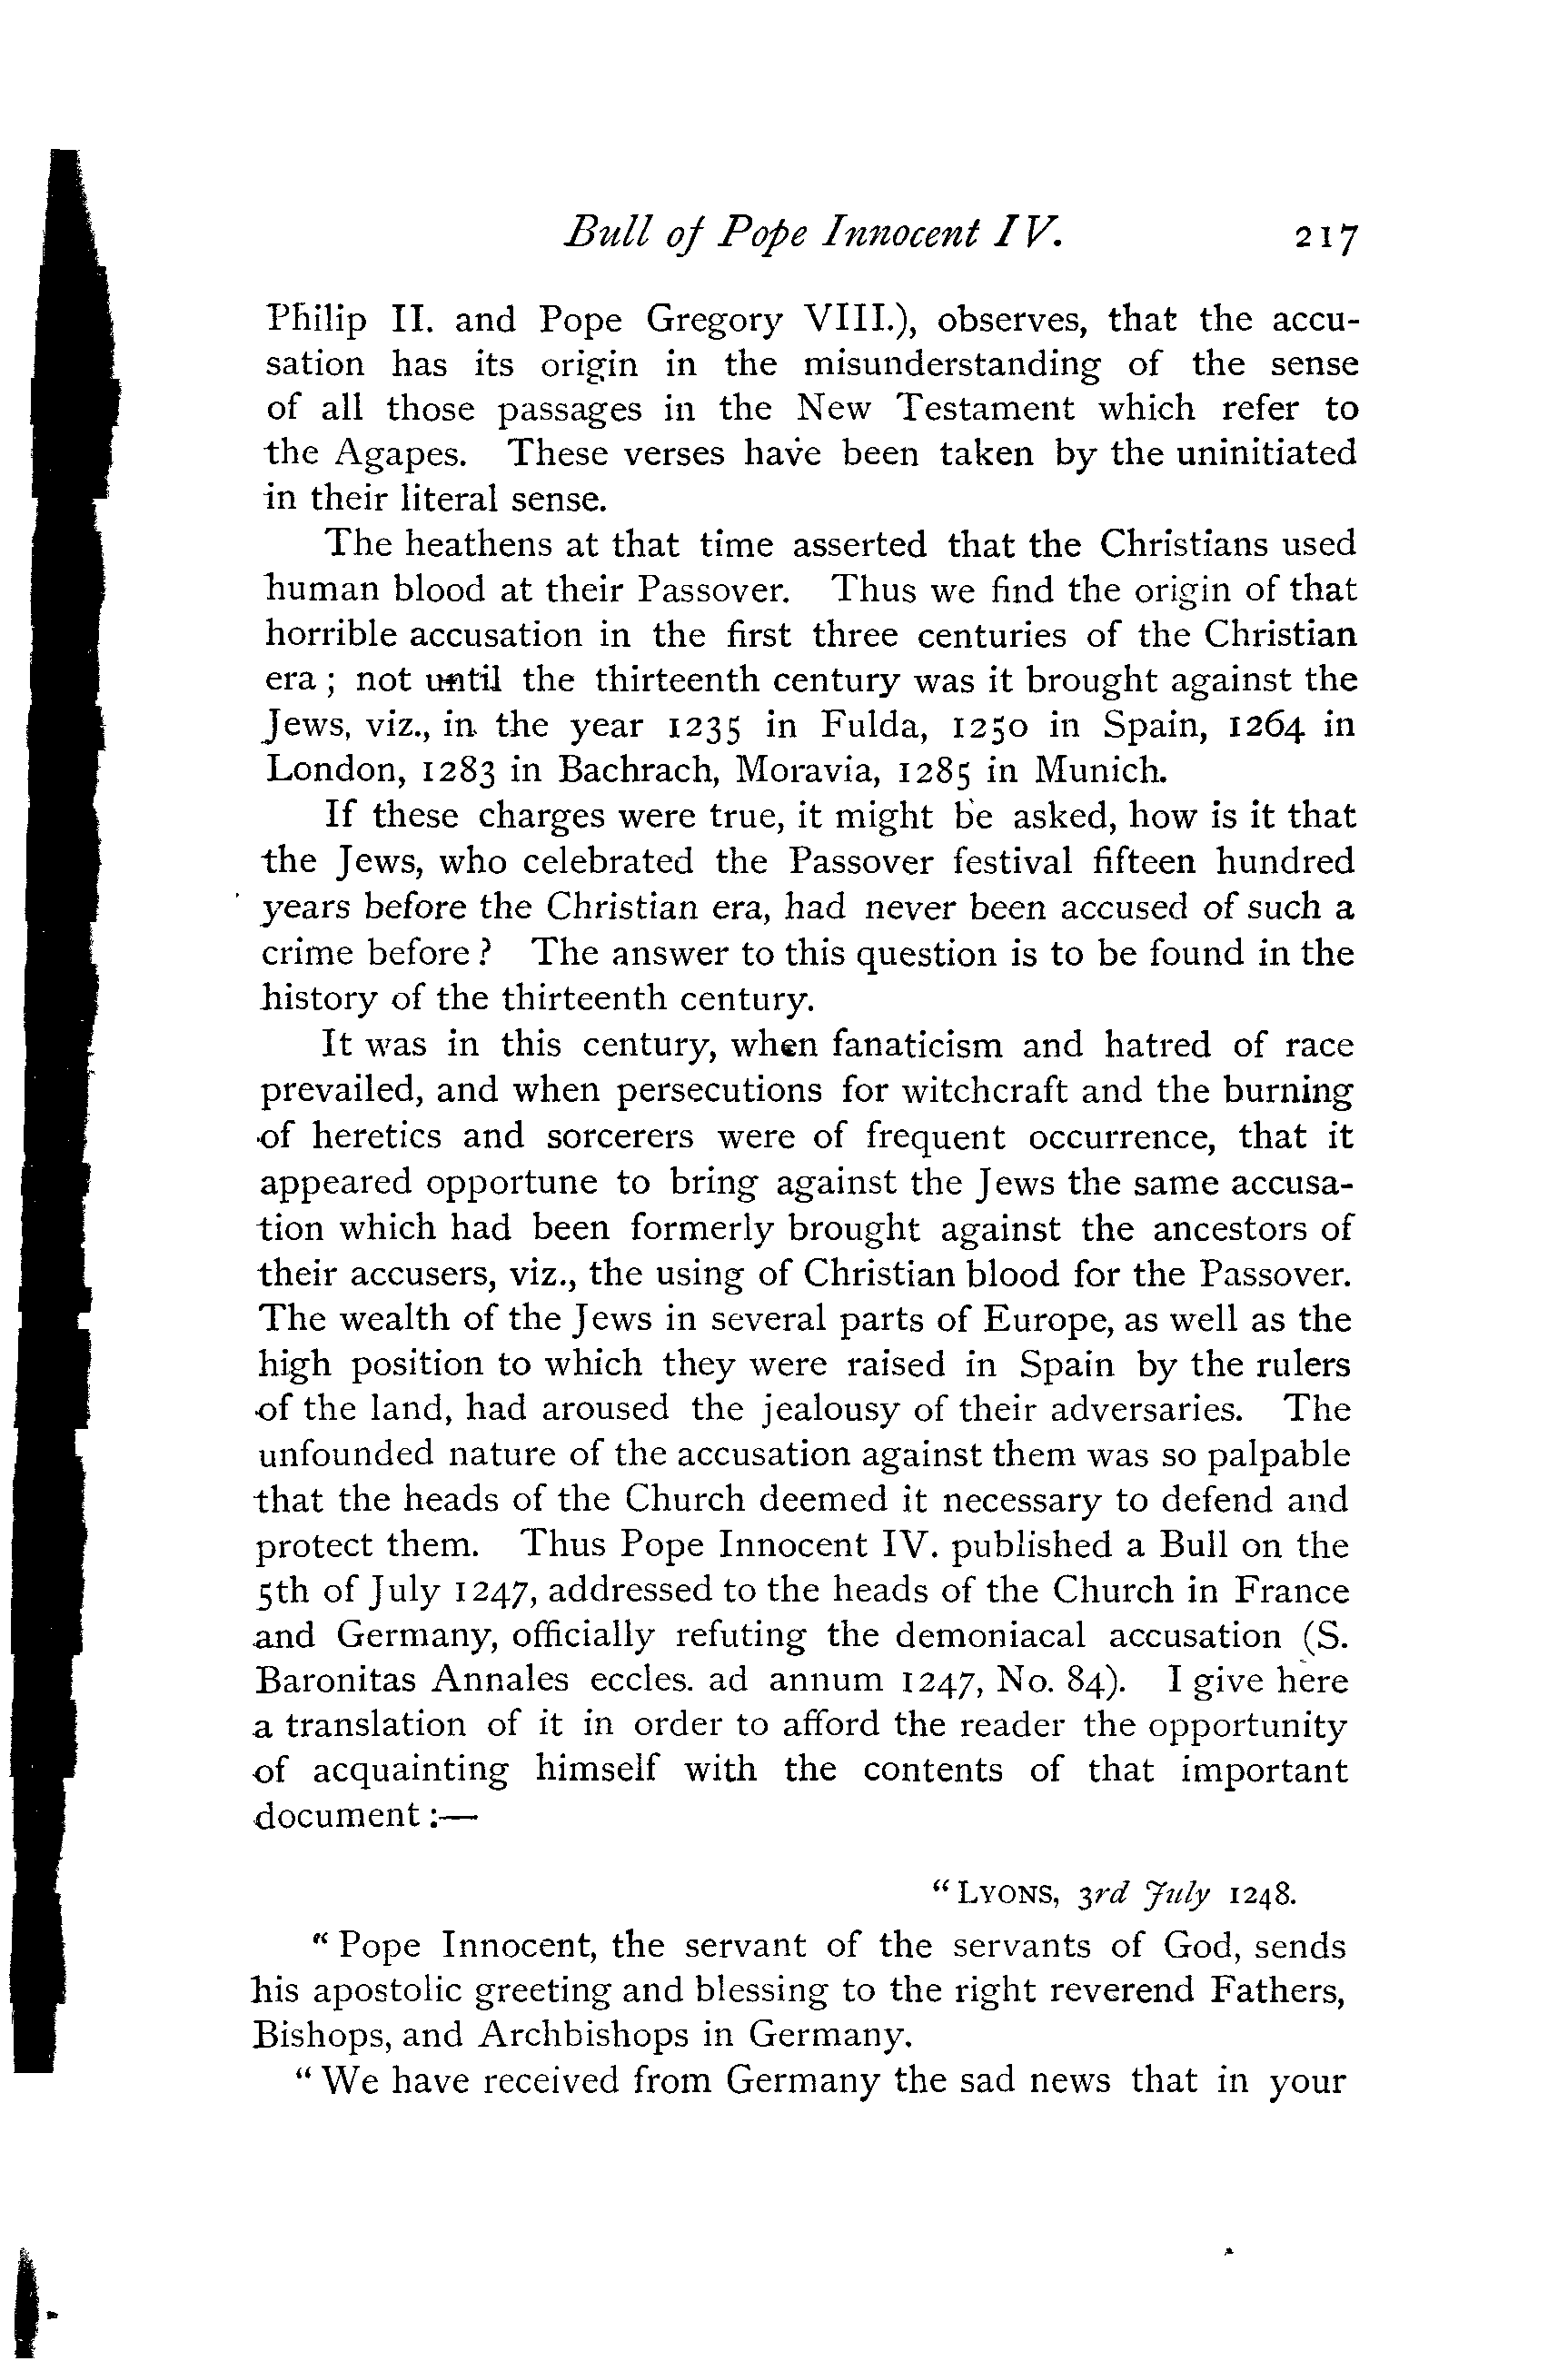 Bull of Pope Innocent IV. 217
Philip II. and Pope Gregory VIII.), observes, that the accu-
sation has its origin in the misunderstanding of the sense
of all those passages in the New Testament which refer to
the Agapes. These verses have been taken by the uninitiated
in their literal sense.
The heathens at that time asserted that the Christians used
human blood at their Passover. Thus we find the origin of that
horrible accusation in the first three centuries of the Christian
era ; not until the thirteenth century was it brought against the
Jews, viz., in the year 1235 in Fulda, 1250 in Spain, 1264 in
London, 1283 in Bachrach, Moravia, 1285 in Munich.
If these charges were true, it might be asked, how is it that
the Jews, who celebrated the Passover festival fifteen hundred
years before the Christian era, had never been accused of such a
crime before ? The answer to this question is to be found in the
history of the thirteenth century.
It was in this century, when fanaticism and hatred of race
prevailed, and when persecutions for witchcraft and the burning
of heretics and sorcerers were of frequent occurrence, that it
appeared opportune to bring against the Jews the same accusa-
tion which had been formerly brought against the ancestors of
their accusers, viz., the using of Christian blood for the Passover.
The wealth of the Jews in several parts of Europe, as well as the
high position to which they were raised in Spain by the rulers
of the land, had aroused the jealousy of their adversaries. The
unfounded nature of the accusation against them was so palpable
that the heads of the Church deemed it necessary to defend and
protect them. Thus Pope Innocent IV. published a Bull on the
5th of July 1247, addressed to the heads of the Church in France
and Germany, officially refuting the demoniacal accusation (S.
Baronitas Annales eccles. ad annum 1247, No. 84). I give here
a translation of it in order to afford the reader the opportunity
of acquainting himself with the contents of that important
document :—
" LYONS, 3rd July 1248.
" Pope Innocent, the servant of the servants of God, sends
his apostolic greeting and blessing to the right reverend Fathers,
Bishops, and Archbishops in Germany.
" We have received from Germany the sad news that in your